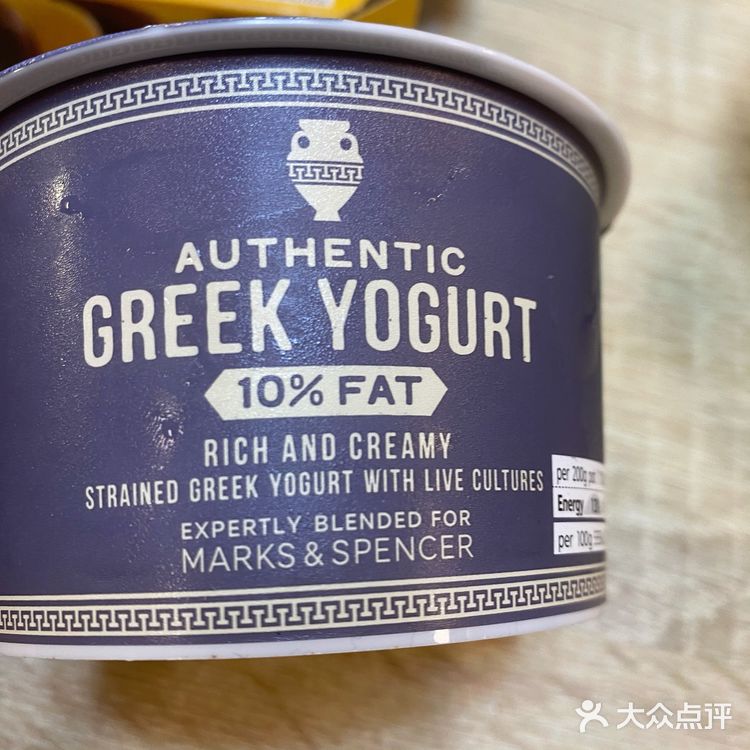 AUTHENTIC
GREEK YOGURT
10% FAT
RICH AND CREAMY
STRAINED GREEK YOGURT WITH LIVE CULTURES
EXPERTLY BLENDED FOR
MARKS & SPENCER
per 200g
Energy
per 100g
大众点评